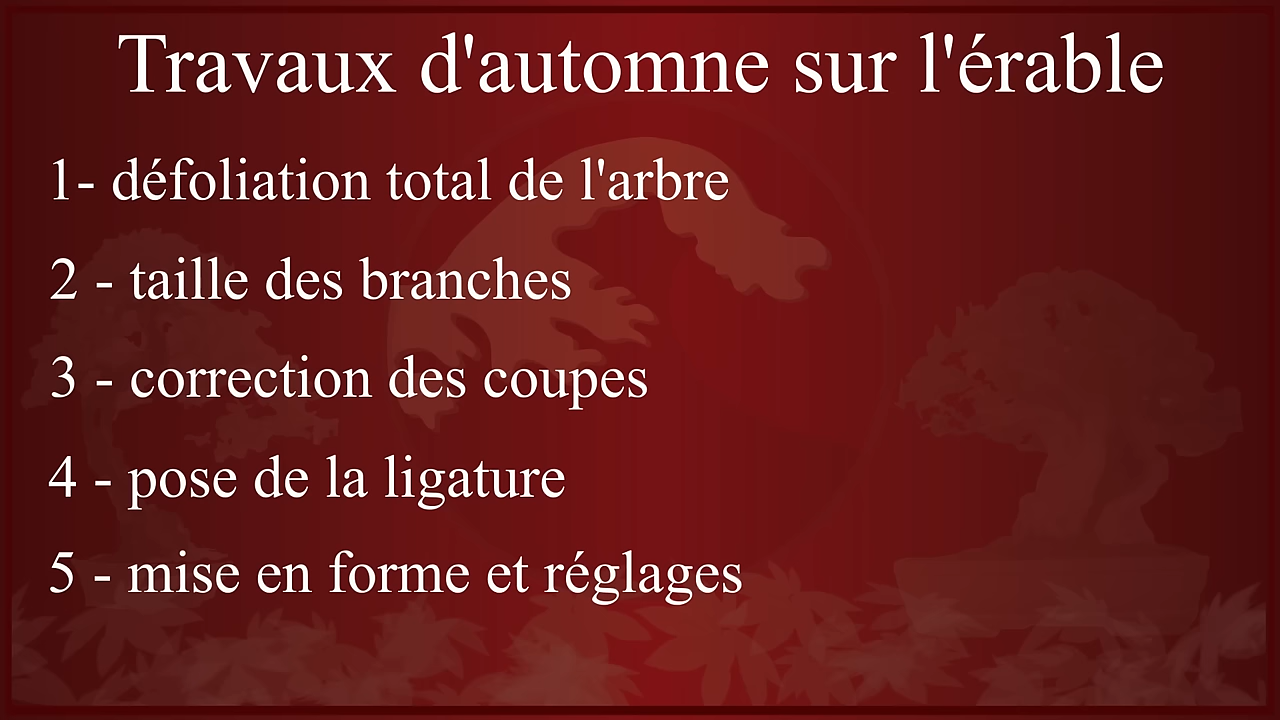 Travaux d'automne sur l'érable
1- défoliation total de l'arbre
2 - taille des branches
3 - correction des coupes
4 - pose de la ligature
5 - mise en forme et réglages